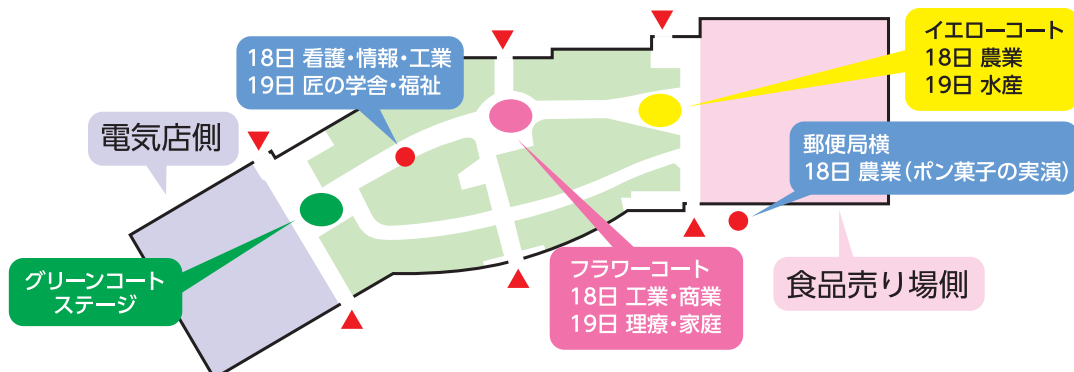 18日 看護・情報・工業
19日 匠の学舎・福祉
イエローコート
18日 農業
19日 水産
電気店側
郵便局横
18日 農業（ポン菓子の実演）
グリーンコート
ステージ
フラワーコート
18日 工業・商業
19日 理療・家庭
食品売り場側